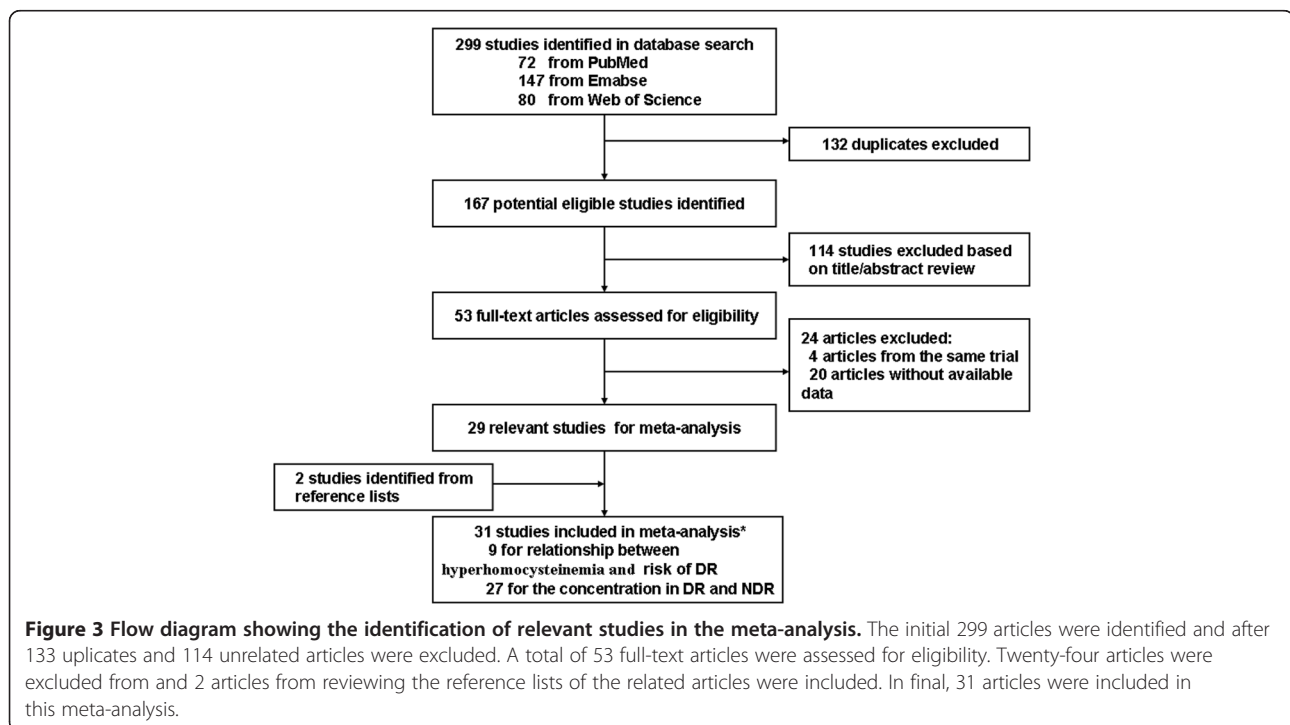 299 studies identified in database search
72 from PubMed
147 from Emabse
80 from Web of Science
132 duplicates excluded
167 potential eligible studies identified
114 studies excluded based
on title/abstract review
53 full-text articles assessed for eligibility
24 articles excluded:
4 articles from the same trial
20 articles without available
data
29 relevant studies for meta-analysis
2 studies identified from
reference lists
31 studies included in meta-analysis*
9 for relationship between
hyperhomocysteinemia and risk of DR
27 for the concentration in DR and NDR
Figure 3 Flow diagram showing the identification of relevant studies in the meta-analysis. The initial 299 articles were identified and after
133 uplicates and 114 unrelated articles were excluded. A total of 53 full-text articles were assessed for eligibility. Twenty-four articles were
excluded from and 2 articles from reviewing the reference lists of the related articles were included. In final, 31 articles were included in
this meta-analysis.